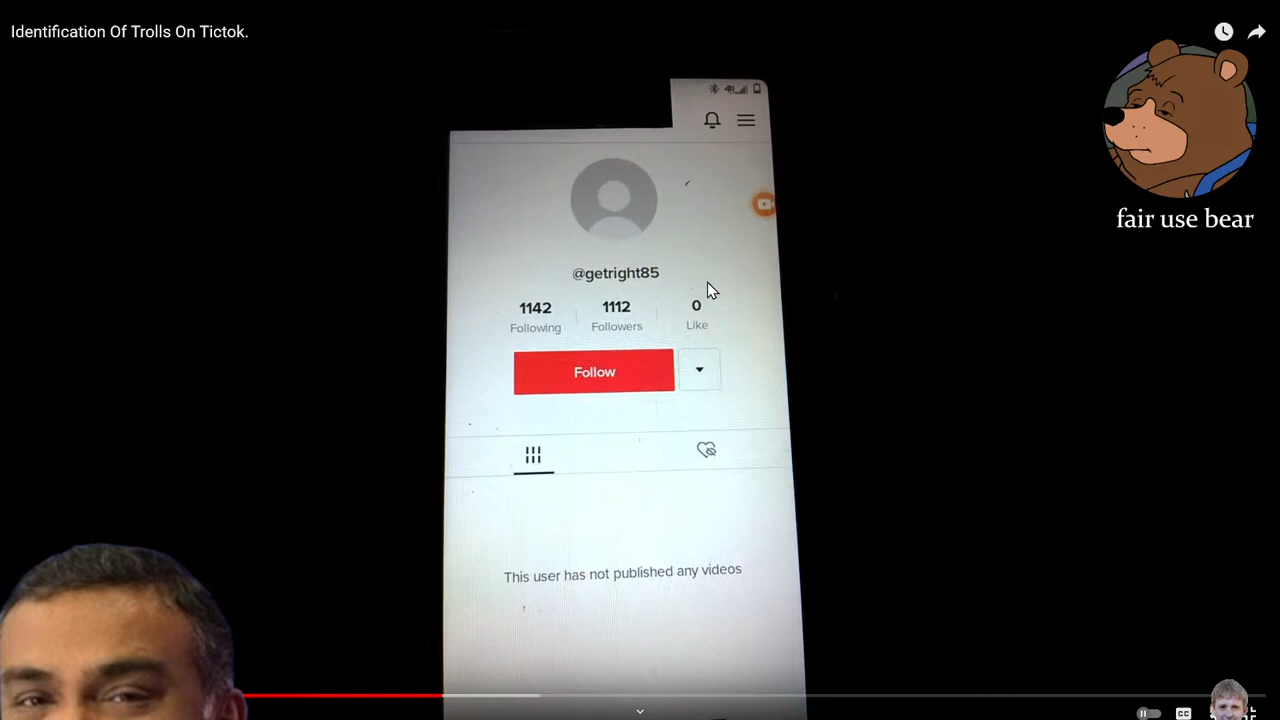 Identification Of Trolls On Tictok.
fair use bear
@getright85
1142 1112 0
Following Followers Like
Follow
This user has not published any videos
CC